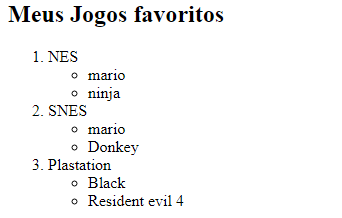 Meus Jogos favoritos
1. NES
mario
ninja
2. SNES
mario
Donkey
3. Plastation
Black
Resident evil 4